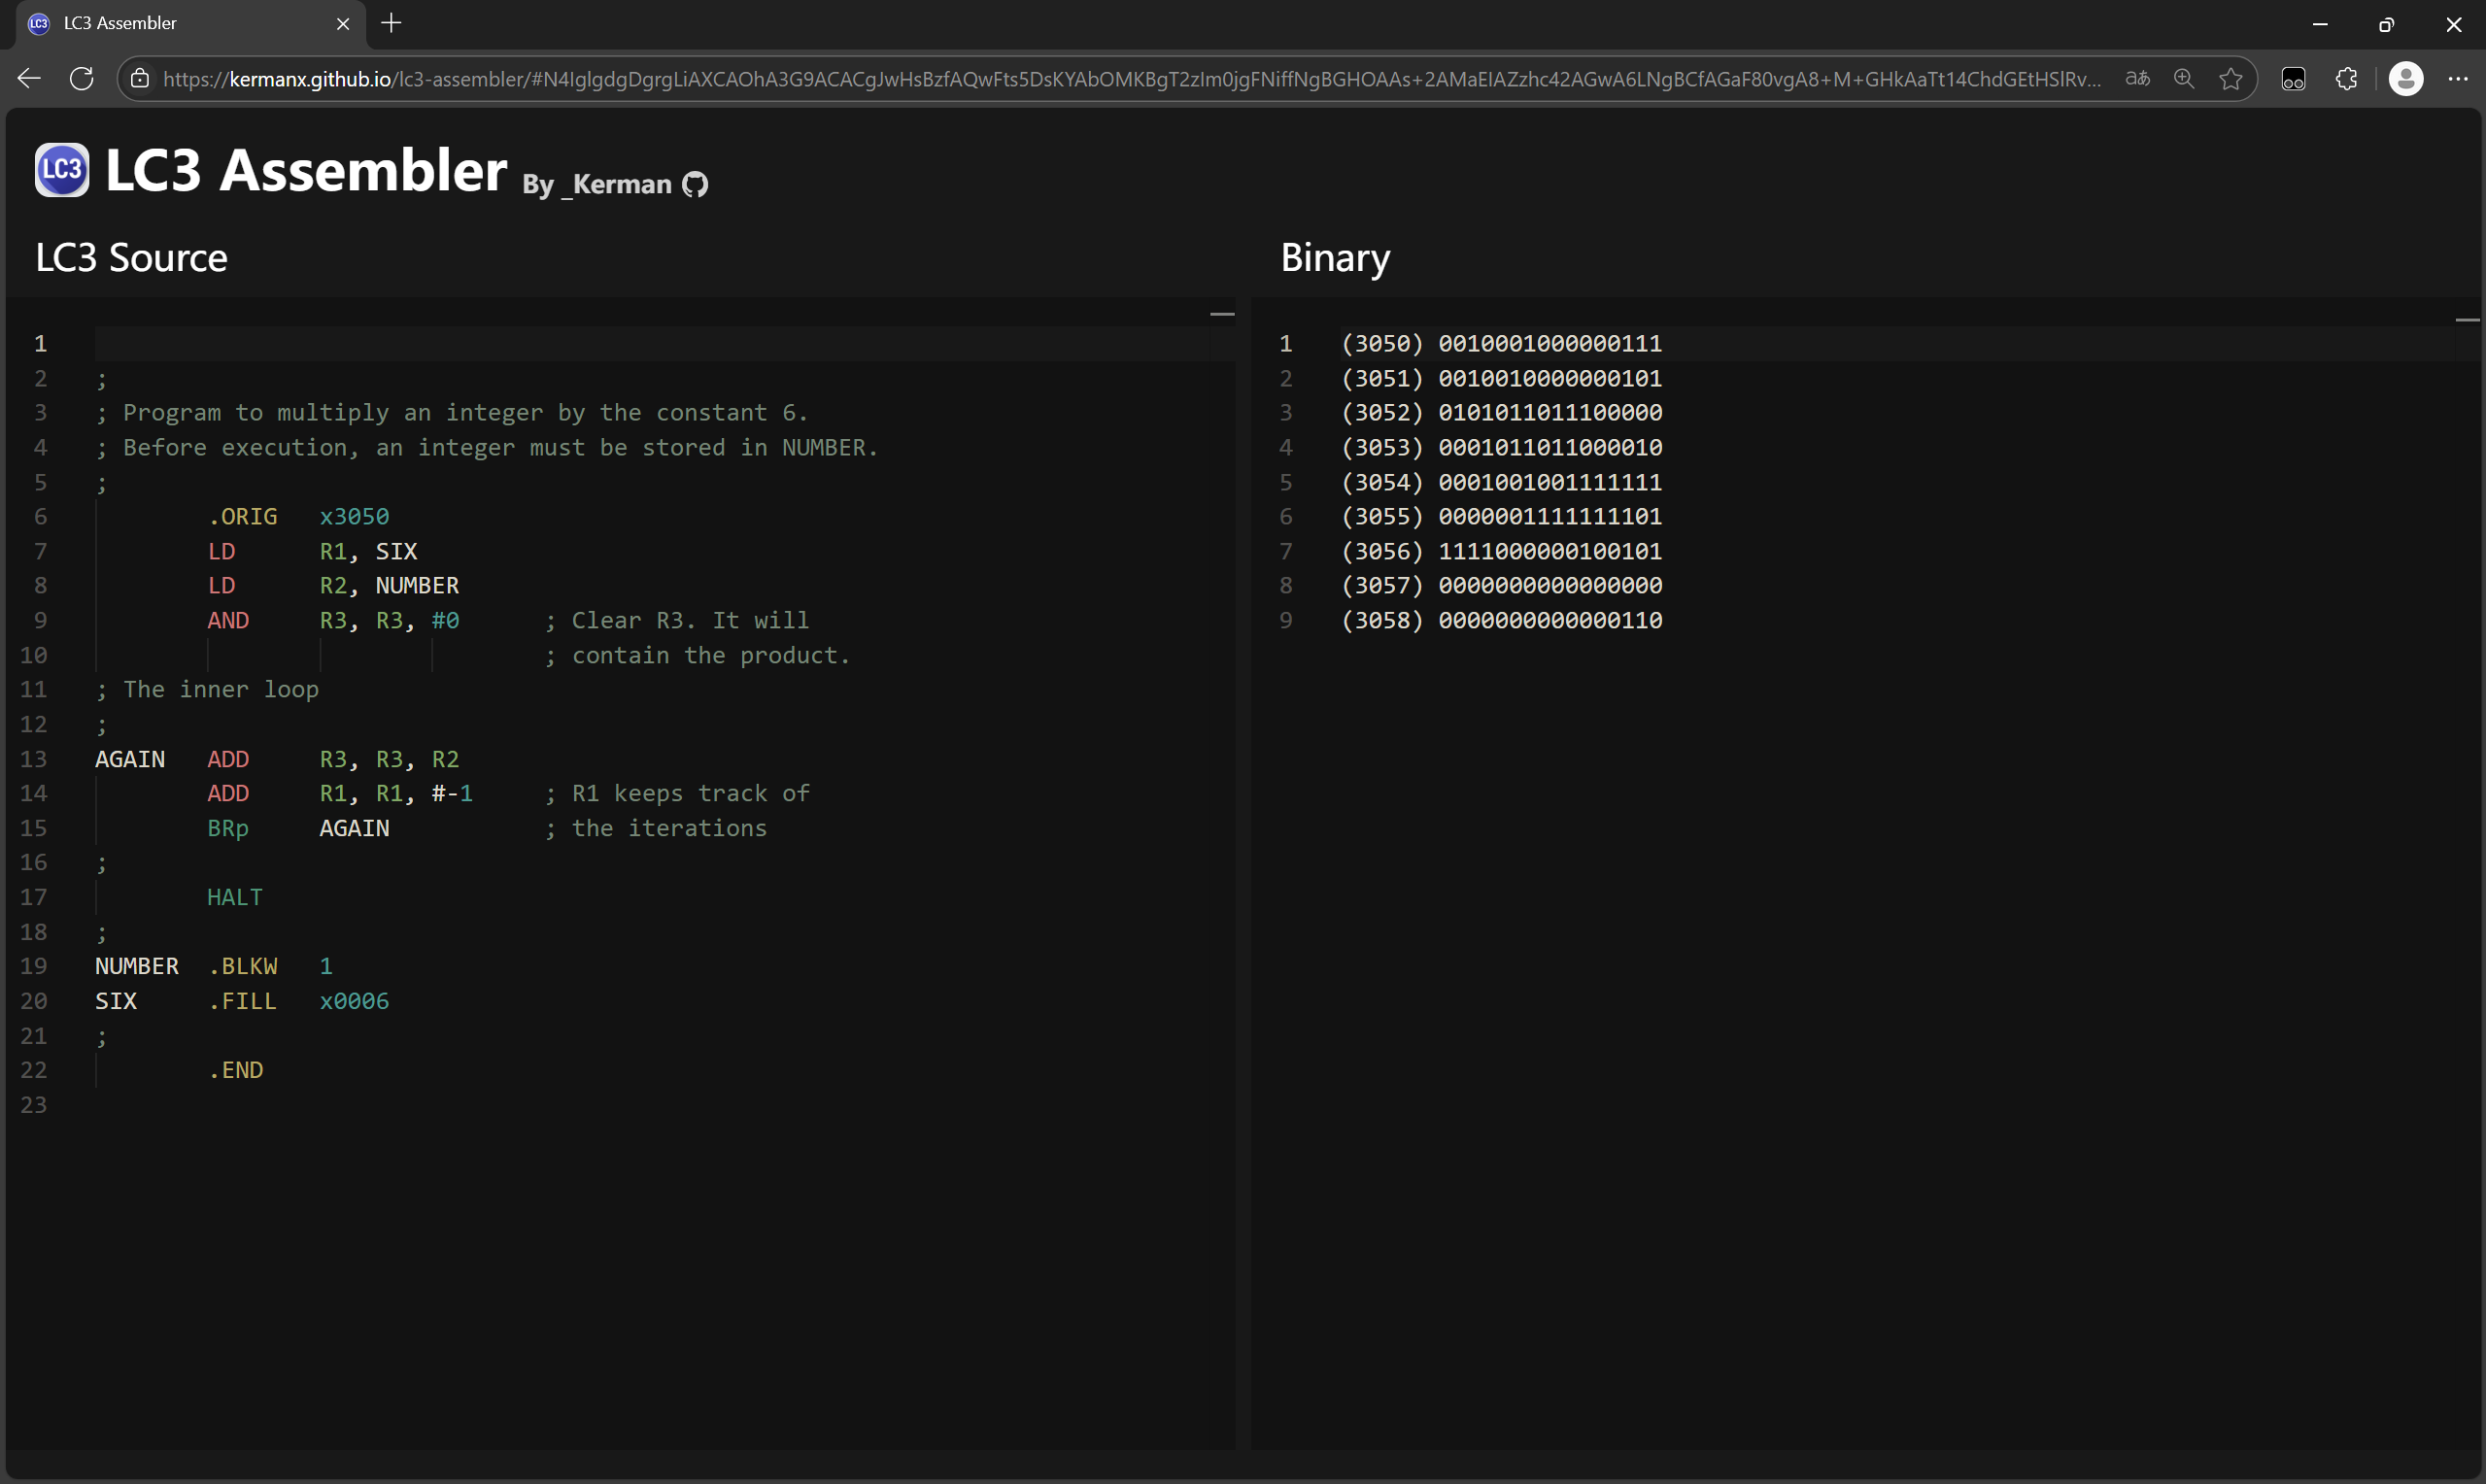 LC3 LC3 Assembler
https://kermanx.github.io/lc3-assembler/#N4IglgdgDgrgLiAXCAOhA3G9ACACgJwHsBzfAQwFts5DsKYAbOMKBgT2zIm0jgFNiffNgBGHOAAs+2AMaEIAZzhc42AGwA6LNgBCfAGaF80vgA8+M+GHkAaTt14ChdGEtHSlRv...
LC3 LC3 Assembler By _Kerman
LC3 Source
1
2 ;
3 ; Program to multiply an integer by the constant 6.
4 ; Before execution, an integer must be stored in NUMBER.
5 ;
6 .ORIG x3050
7 LD R1, SIX
8 LD R2, NUMBER
9 AND R3, R3, #0 ; Clear R3. It will
10 ; contain the product.
11 ; The inner loop
12 ;
13 AGAIN ADD R3, R3, R2
14 ADD R1, R1, #-1 ; R1 keeps track of
15 BRp AGAIN ; the iterations
16 ;
17 HALT
18 ;
19 NUMBER .BLKW 1
20 SIX .FILL x0006
21 ;
22 .END
23
Binary
1 (3050) 0010001000000111
2 (3051) 0010010000000101
3 (3052) 0101011011100000
4 (3053) 0001011011000010
5 (3054) 0001001001111111
6 (3055) 0000001111111101
7 (3056) 1111000000100101
8 (3057) 0000000000000000
9 (3058) 0000000000000110